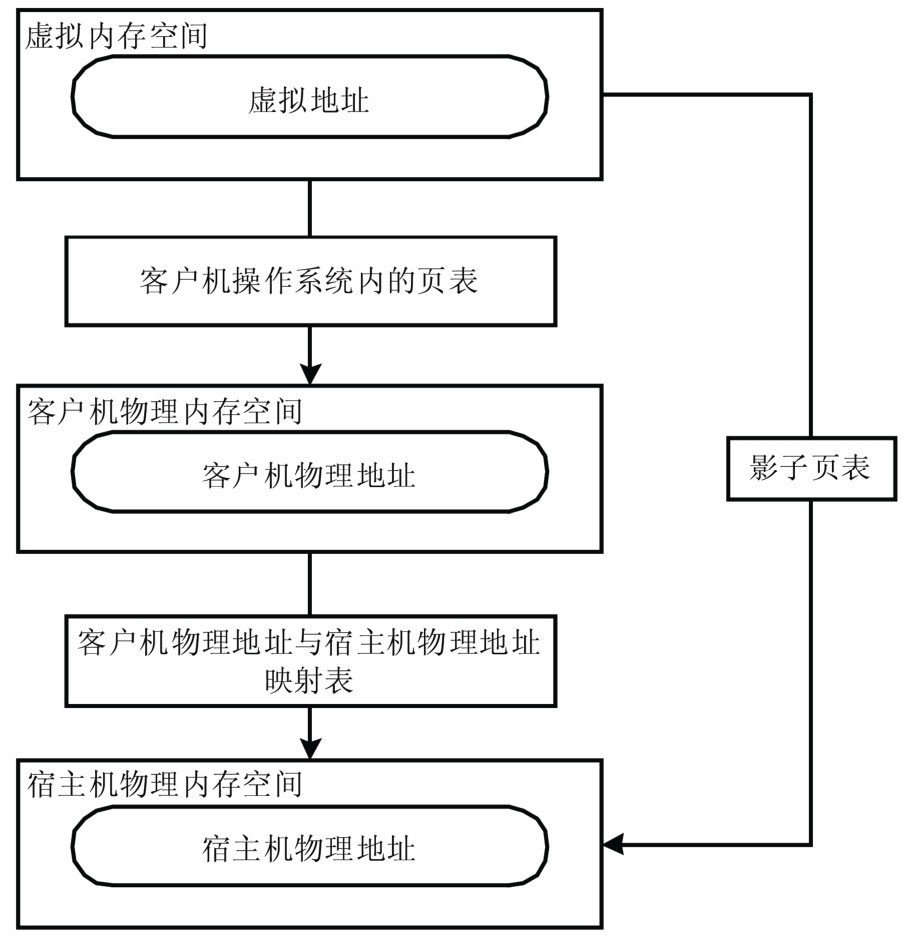 虚拟内存空间
虚拟地址
客户机操作系统内的页表
客户机物理内存空间
客户机物理地址
影子页表
客户机物理地址与宿主机物理地址
映射表
宿主机物理内存空间
宿主机物理地址